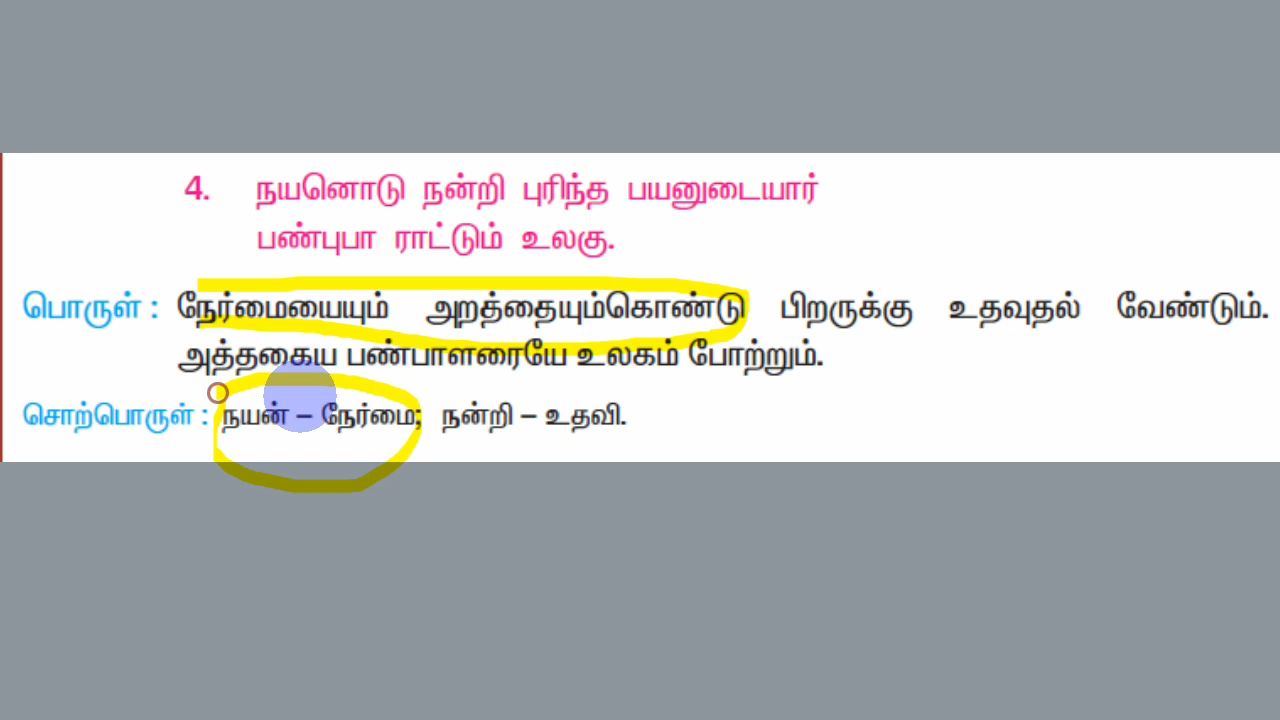 4. நயனொடு நன்றி புரிந்த பயனுடையார்
பண்புபா ராட்டும் உலகு.
பொருள் : நேர்மையையும் அறத்தையும்கொண்டு பிறருக்கு உதவுதல் வேண்டும்.
அத்தகைய பண்பாளரையே உலகம் போற்றும்.
சொற்பொருள் : நயன் – நேர்மை; நன்றி – உதவி.